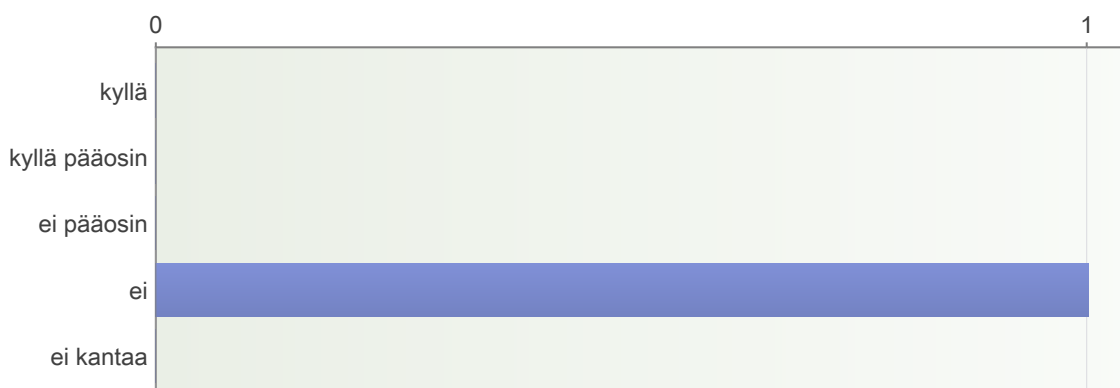 0 1
kyllä
kyllä pääosin
ei pääosin
ei
ei kantaa